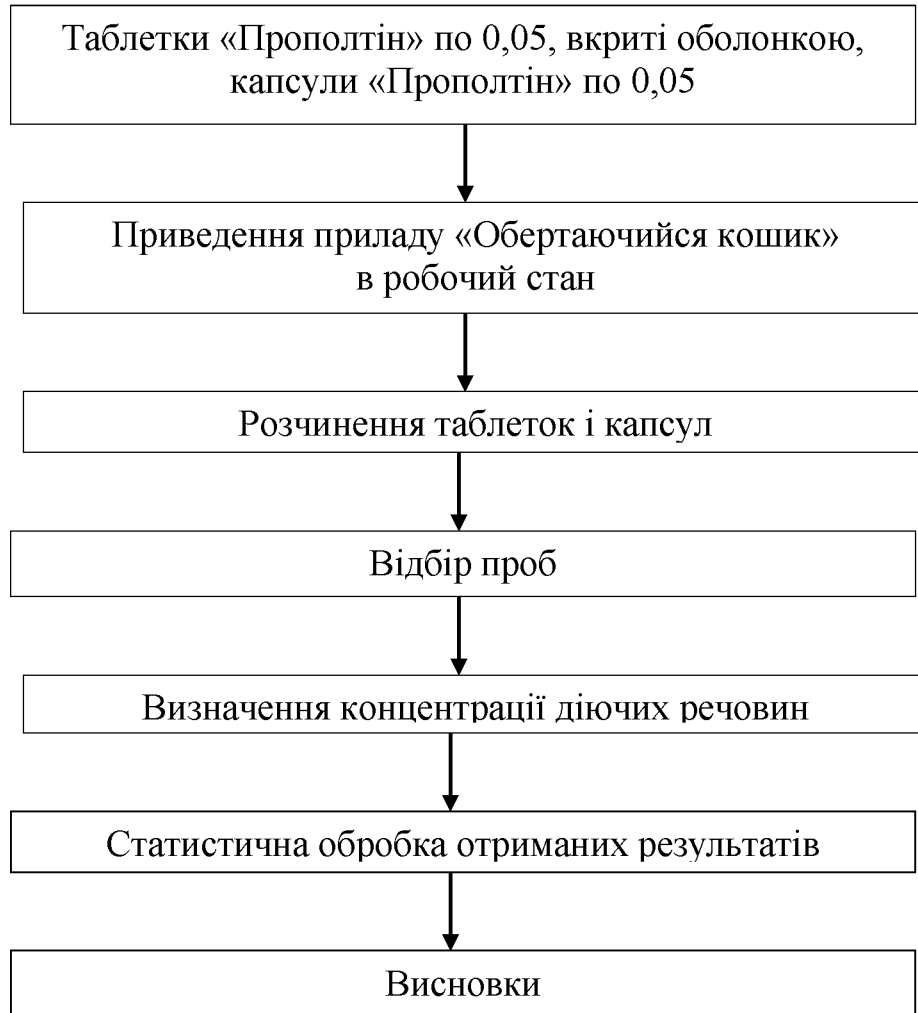 Таблетки «Прополтін» по 0,05, вкриті оболонкою,
капсули «Прополтін» по 0,05
Приведення приладу «Обертаючийся кошик»
в робочий стан
Розчинення таблеток і капсул
Відбір проб
Визначення концентрації діючих речовин
Статистична обробка отриманих результатів
Висновки